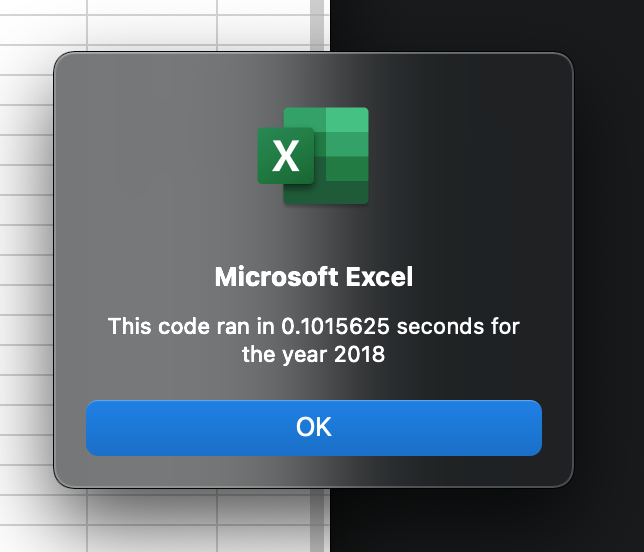 X
Microsoft Excel
This code ran in 0.1015625 seconds for
the year 2018
OK